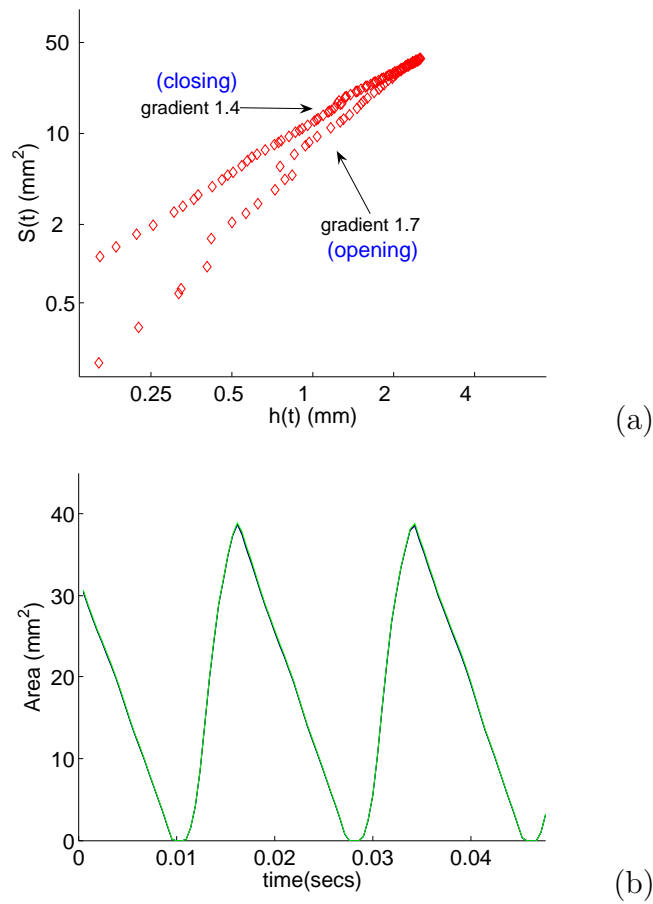 50
10
2
0.5
S(t) (mm²)
(closing)
gradient 1.4
gradient 1.7
(opening)
0.25 0.5 1 2 4
h(t) (mm)
(a)
40
30
20
10
0
Area (mm²)
0 0.01 0.02 0.03 0.04
time(secs)
(b)